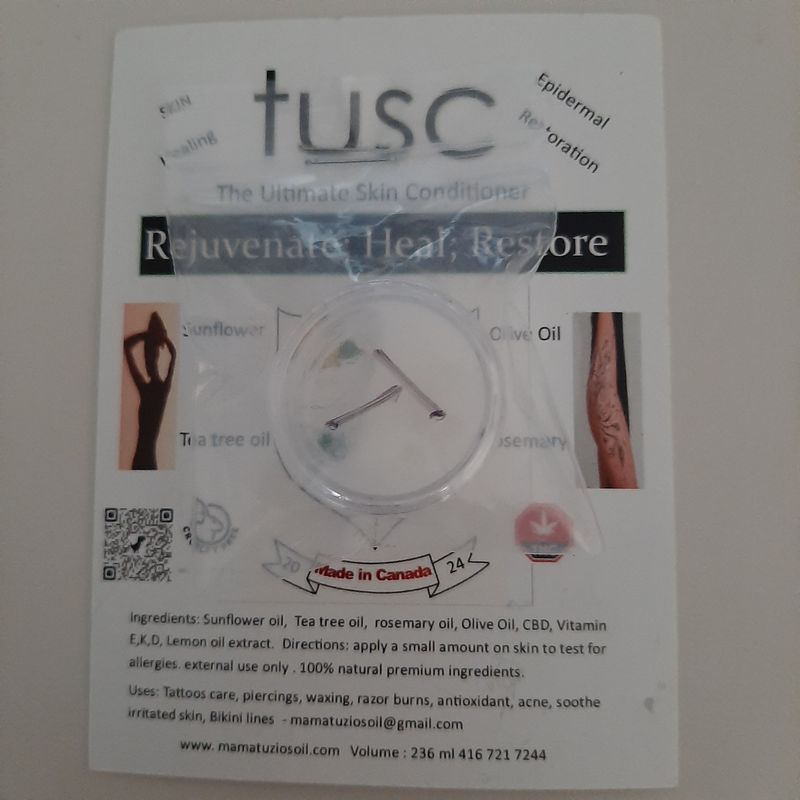 tusc
SKIN
Healing
Epidermal
Restoration
The Ultimate Skin Conditioner
Rejuvenate; Heal; Restore
Sunflower
Olive Oil
Tea tree oil
rosemary
20 Made in Canada 24
Ingredients: Sunflower oil, Tea tree oil, rosemary oil, Olive Oil, CBD, Vitamin
E,K,D, Lemon oil extract. Directions: apply a small amount on skin to test for
allergies. external use only . 100% natural premium ingredients.
Uses: Tattoos care, piercings, waxing, razor burns, antioxidant, acne, soothe
irritated skin, Bikini lines - mamatuziosoil@gmail.com
www. mamatuziosoil.com Volume : 236 ml 416 721 7244